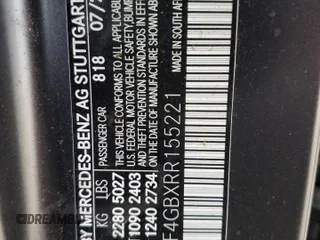 BY MERCEDES-BENZ AG STUTTGART
PASSENGER CAR 818 07/
KG LBS
2280 5027 THIS VEHICLE CONFORMS TO ALL APPLICABLE
U.S. FEDERAL MOTOR VEHICLE SAFETY, BUMPER
1090 2403 AND THEFT PREVENTION STANDARDS IN EFFECT
1240 2734 ON THE DATE OF MANUFACTURE SHOWN ABOVE.
MADE IN SOUTH AFR
F4GBXRR155221